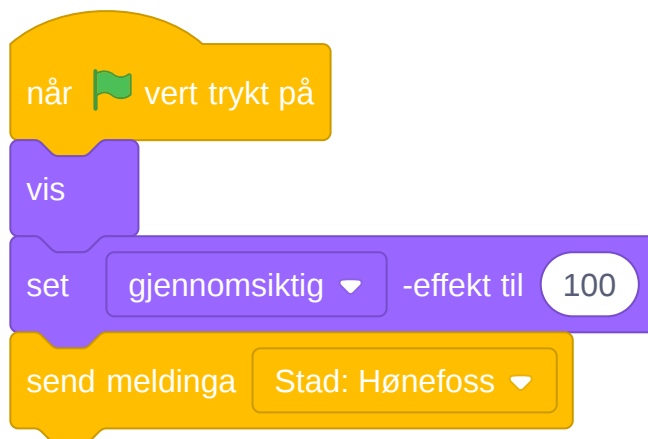 når vert trykt på
vis
set gjennomsiktig -effekt til 100
send meldinga Stad: Hønefoss